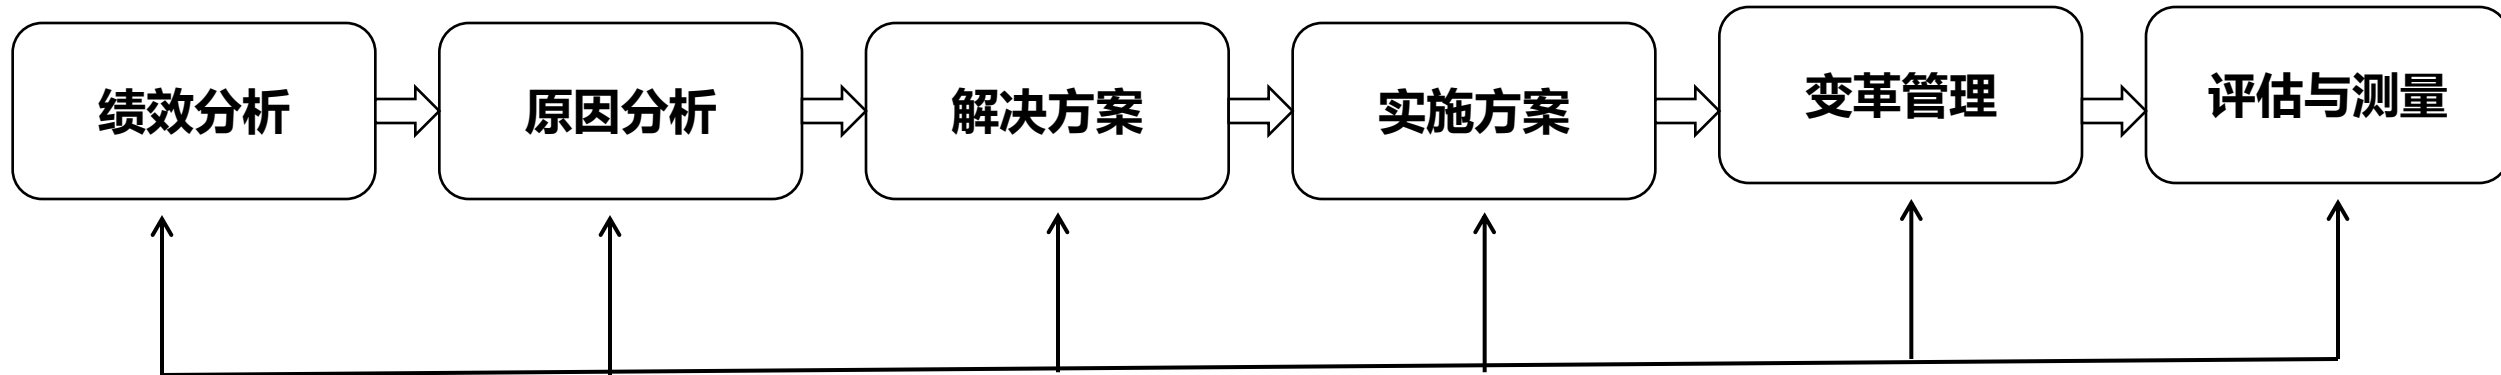 绩效分析
原因分析
解决方案
实施方案
变革管理
评估与测量